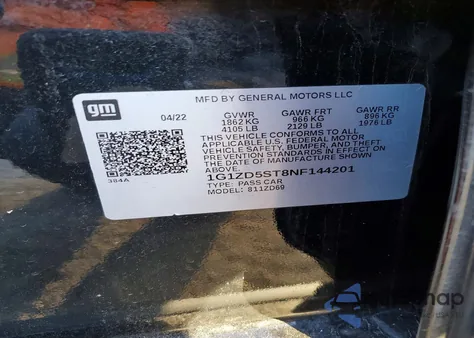 gm
MFD BY GENERAL MOTORS LLC
04/22 GVWR GAWR FRT GAWR RR
1862 KG 966 KG 896 KG
4105 LB 2129 LB 1976 LB
THIS VEHICLE CONFORMS TO ALL
APPLICABLE U.S. FEDERAL MOTOR
VEHICLE SAFETY, BUMPER, AND THEFT
PREVENTION STANDARDS IN EFFECT ON
THE DATE OF MANUFACTURE SHOWN
ABOVE.
384A
1G1ZD5ST8NF144201
TYPE: PASS CAR
MODEL: 811ZD69